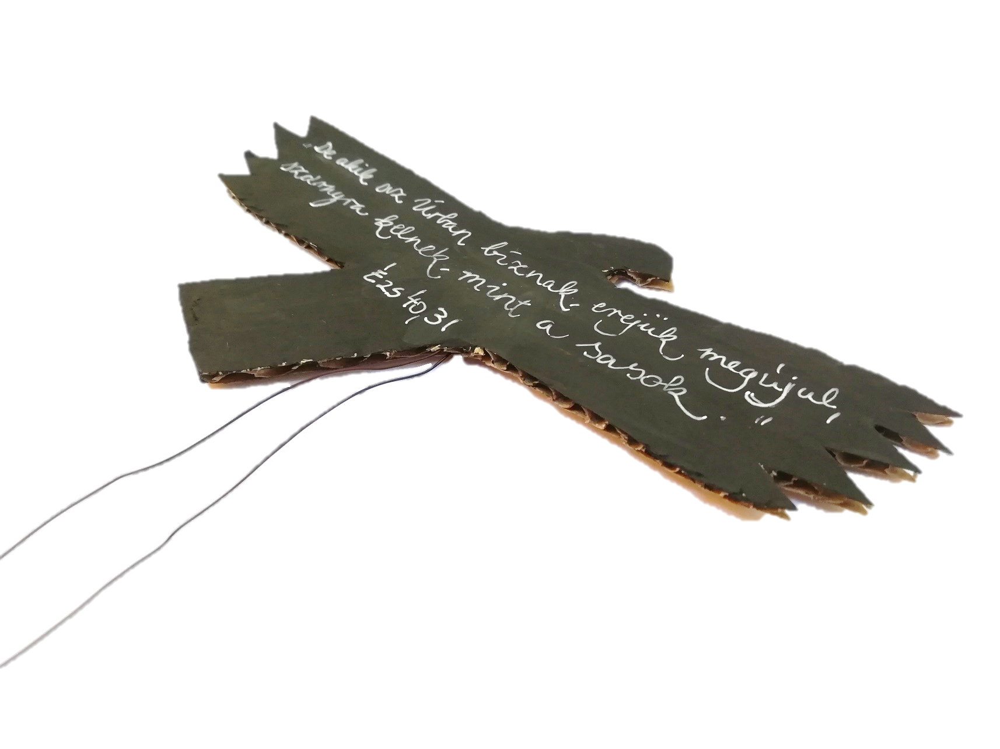 „De akik az Úrban bíznak, erejük megújul,
szárnyra kelnek, mint a sasok."
Ézs 40,31